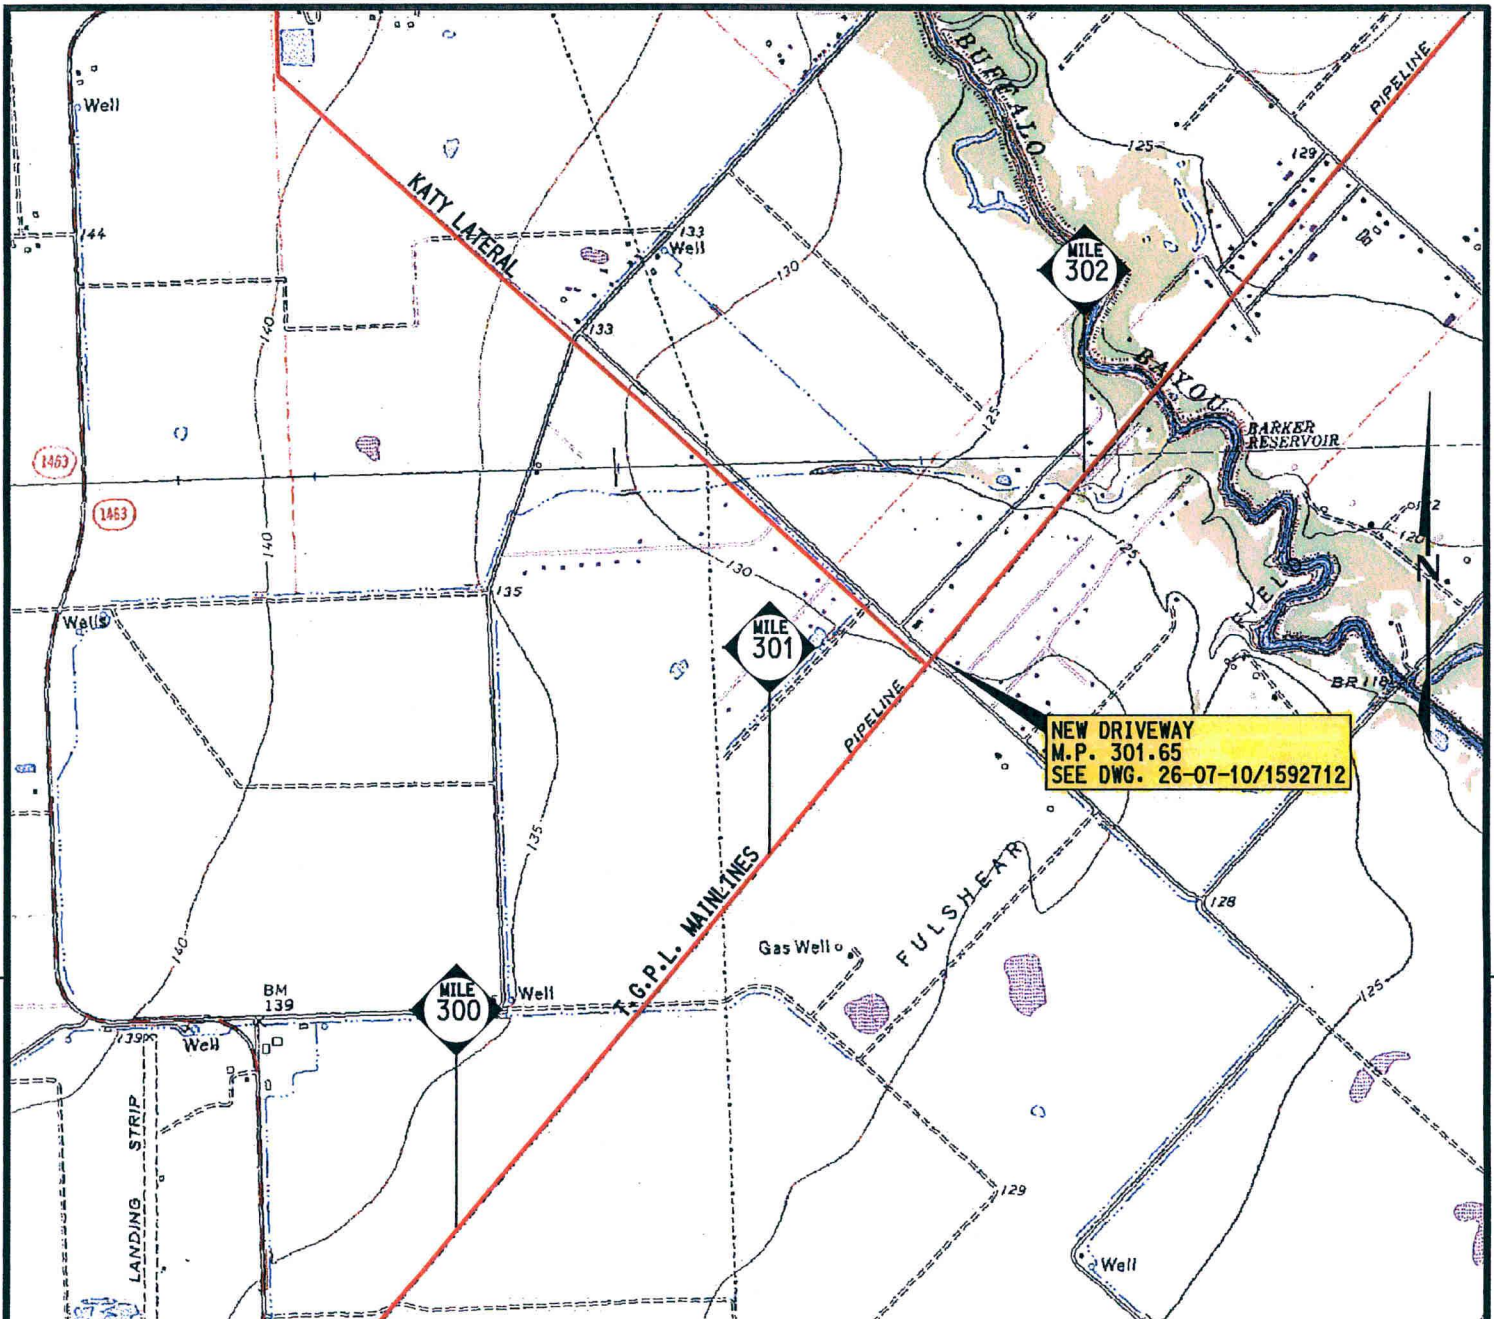 BUFFALO
PIPELINE
Well
125
129
KATY LATERAL
144
133
Well
MILE
302
130
140
133
BAYOU
125
BARKER
RESERVOIR
1463
1463
140
122
120
125
130
135
Wells
MILE
301
N
PIPELINE
BR 118
NEW DRIVEWAY
M.P. 301.65
SEE DWG. 26-07-10/1592712
135
T.G.P.L. MAINLINES
FULSHEAR
128
140
Gas Well
BM
139
MILE
300
Well
125
139
Well
LANDING STRIP
129
Well